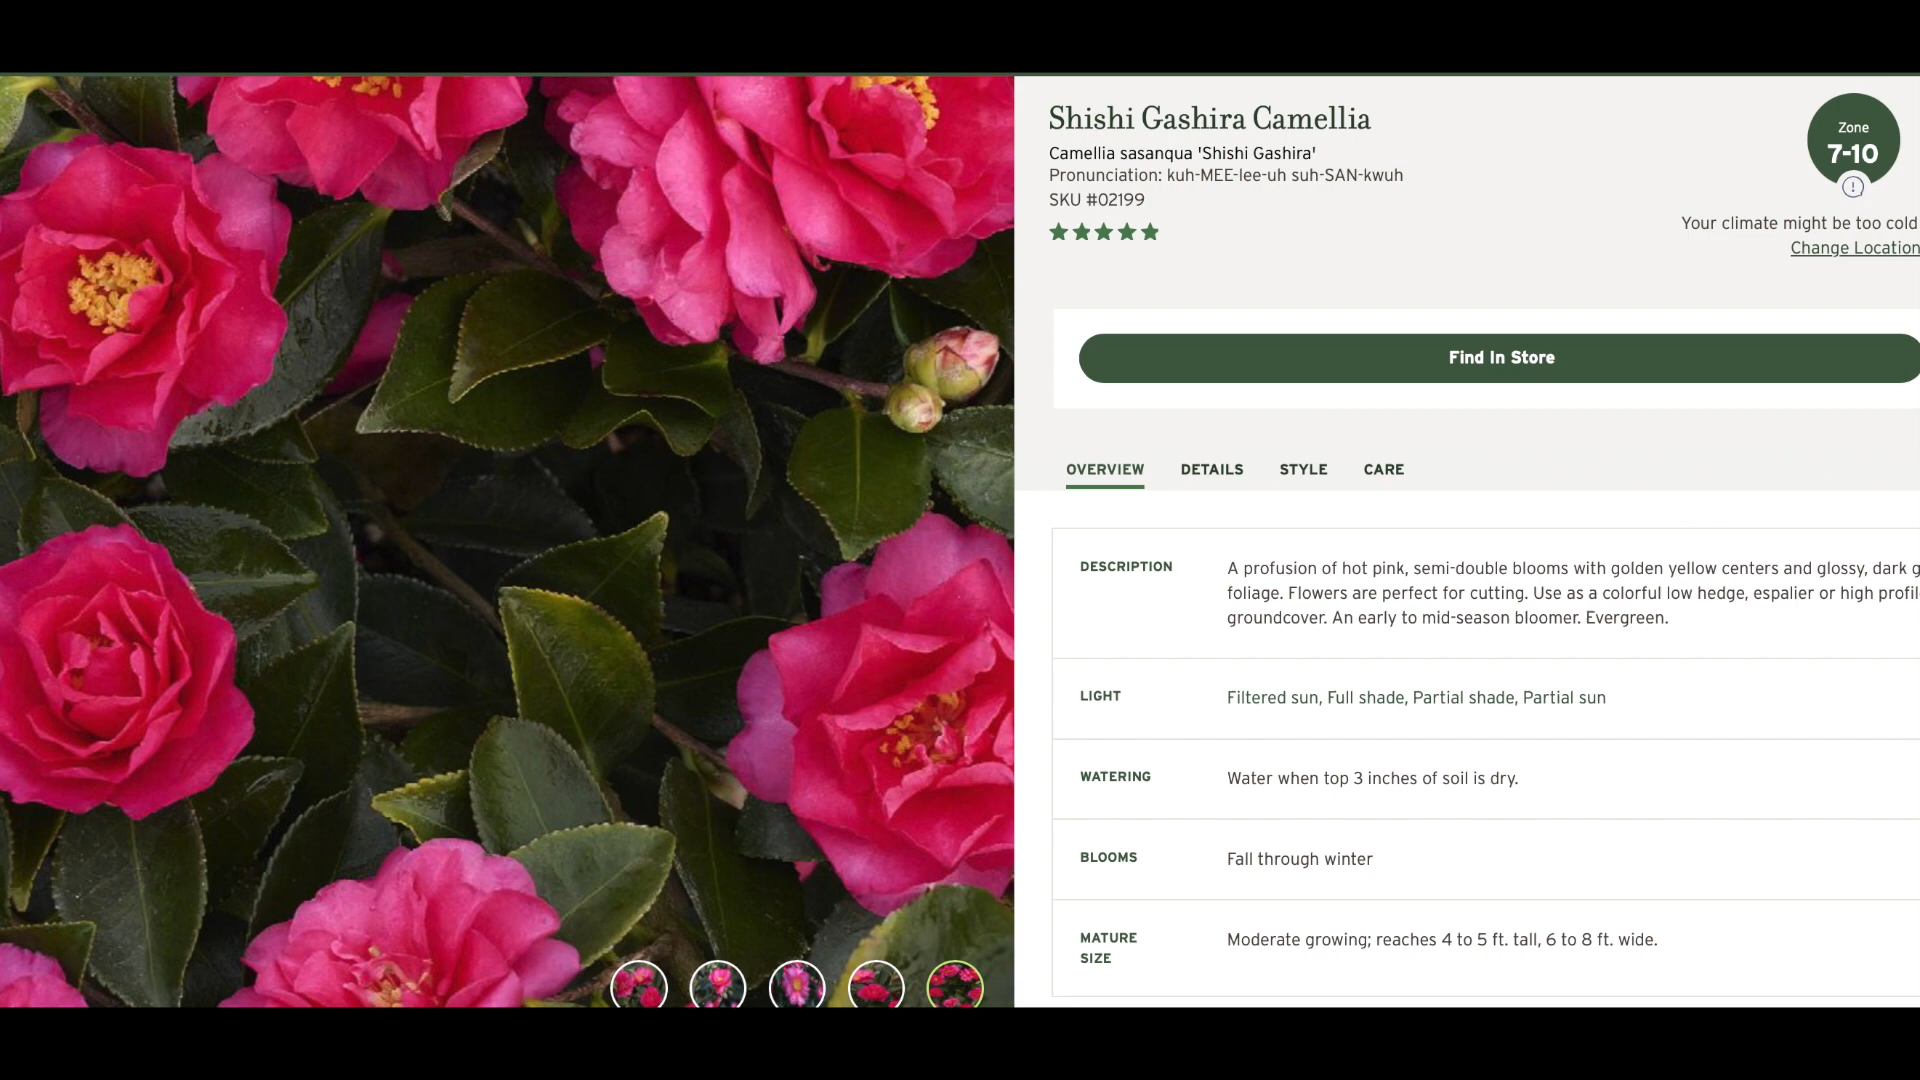 Shishi Gashira Camellia
Camellia sasanqua 'Shishi Gashira'
Pronunciation: kuh-MEE-lee-uh suh-SAN-kwuh
SKU #02199
Zone
7-10
Your climate might be too cold
Change Location
Find In Store
OVERVIEW DETAILS STYLE CARE
DESCRIPTION
A profusion of hot pink, semi-double blooms with golden yellow centers and glossy, dark
foliage. Flowers are perfect for cutting. Use as a colorful low hedge, espalier or high
groundcover. An early to mid-season bloomer. Evergreen.
LIGHT
Filtered sun, Full shade, Partial shade, Partial sun
WATERING
Water when top 3 inches of soil is dry.
BLOOMS
Fall through winter
MATURE
SIZE
Moderate growing; reaches 4 to 5 ft. tall, 6 to 8 ft. wide.